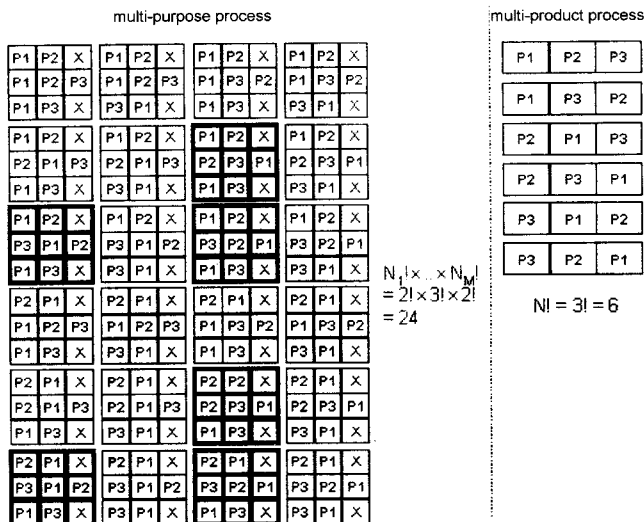 multi-purpose process
P1 P2 X P1 P2 X P1 P2 X P1 P2 X
P1 P2 P3 P1 P2 P3 P1 P3 P2 P1 P3 P2
P1 P3 X P3 P1 X P1 P3 X P3 P1 X
P1 P2 X P1 P2 X P1 P2 X P1 P2 X
P2 P1 P3 P2 P1 P3 P2 P3 P1 P2 P3 P1
P1 P3 X P3 P1 X P1 P3 X P3 P1 X
P1 P2 X P1 P2 X P1 P2 X P1 P2 X
P3 P1 P2 P3 P1 P2 P3 P2 P1 P3 P2 P1
P1 P3 X P3 P1 X P1 P3 X P3 P1 X
P2 P1 X P2 P1 X P2 P1 X P2 P1 X
P1 P2 P3 P1 P2 P3 P1 P3 P2 P1 P3 P2
P1 P3 X P3 P1 X P1 P3 X P3 P1 X
P2 P1 X P2 P1 X P2 P2 X P2 P1 X
P2 P1 P3 P2 P1 P3 P2 P3 P1 P2 P3 P1
P1 P3 X P3 P1 X P3 P1 X P3 P1 X
P2 P1 X P2 P1 X P2 P1 X P2 P1 X
P3 P1 P2 P3 P1 P2 P3 P2 P1 P3 P2 P1
P1 P3 X P3 P1 X P1 P3 X P3 P1 X
N1!×...×NM!
=2!×3!×2!
=24
multi-product process
P1 P2 P3
P1 P3 P2
P2 P1 P3
P2 P3 P1
P3 P1 P2
P3 P2 P1
N! = 3! = 6